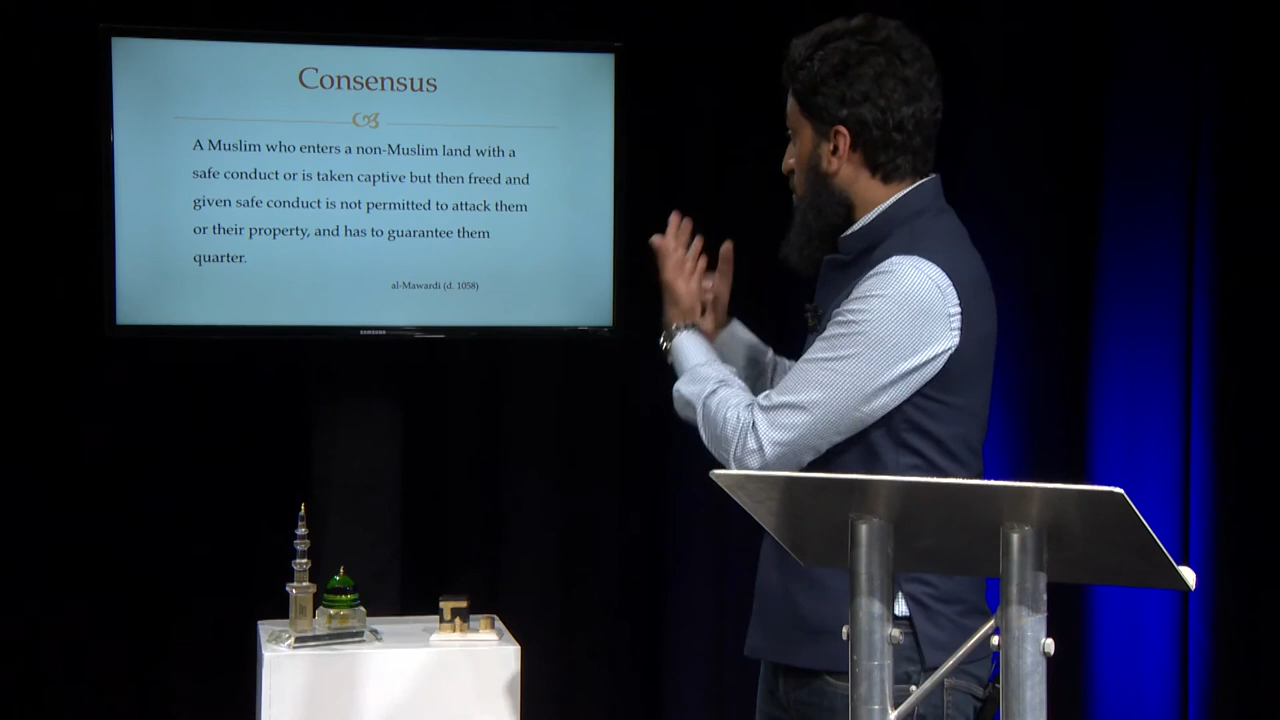 Consensus
A Muslim who enters a non-Muslim land with a
safe conduct or is taken captive but then freed and
given safe conduct is not permitted to attack them
or their property, and has to guarantee them
quarter.
al-Mawardi (d. 1058)
SAMSUNG